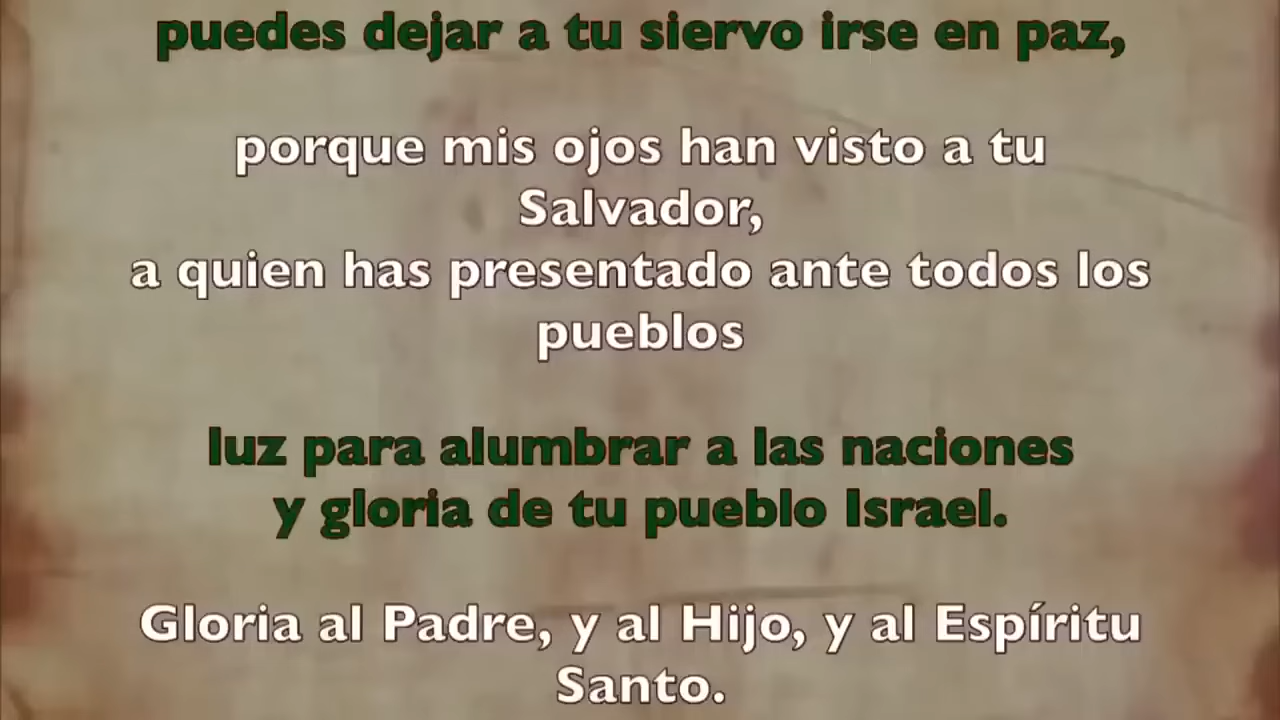 puedes dejar a tu siervo irse en paz,
porque mis ojos han visto a tu
Salvador,
a quien has presentado ante todos los
pueblos
luz para alumbrar a las naciones
y gloria de tu pueblo Israel.
Gloria al Padre, y al Hijo, y al Espíritu
Santo.